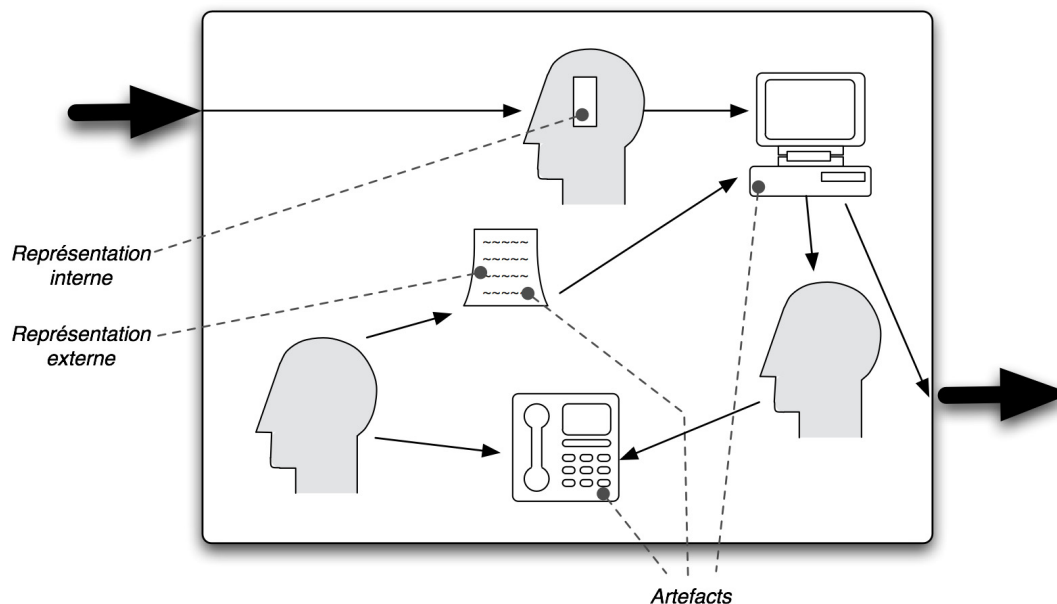 Représentation
interne
Représentation
externe
Artefacts